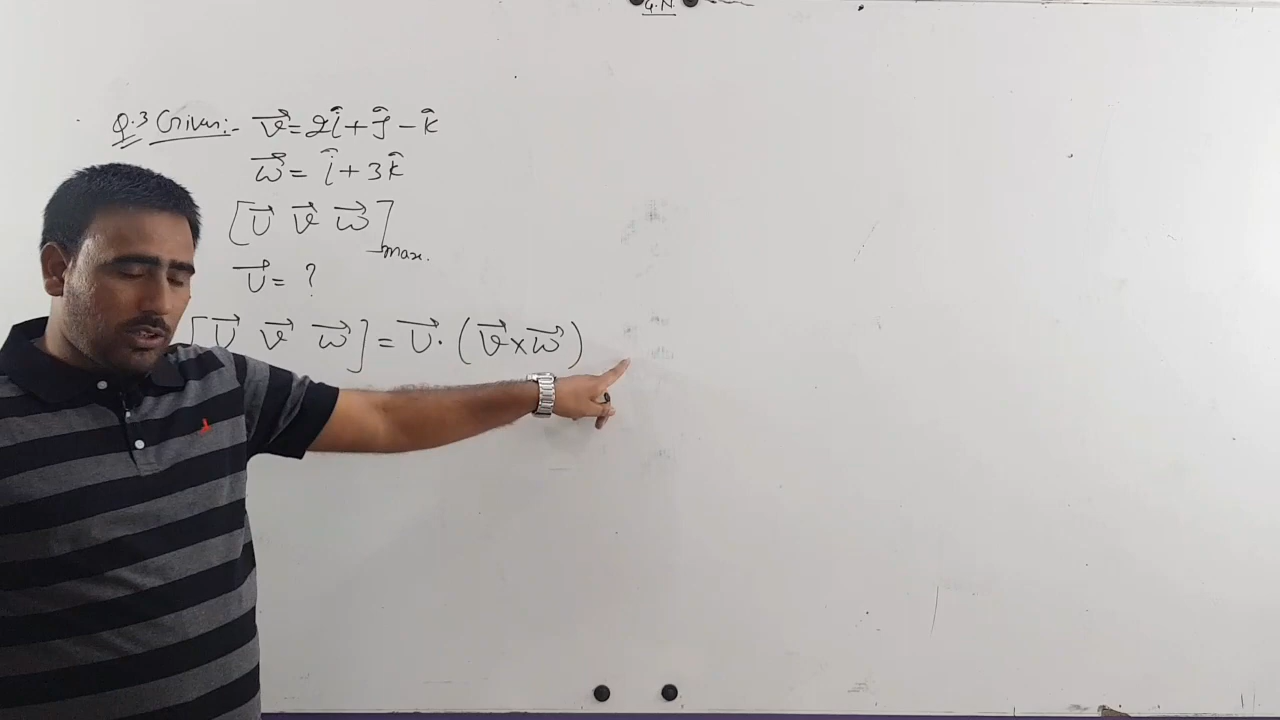 G.N.
Q.3 Given:- v⃗ = 2î + ĵ - k̂
w⃗ = î + 3k̂
[U⃗ v⃗ w⃗]max.
U⃗ = ?
[U⃗ v⃗ w⃗] = U⃗ · (v⃗ × w⃗)